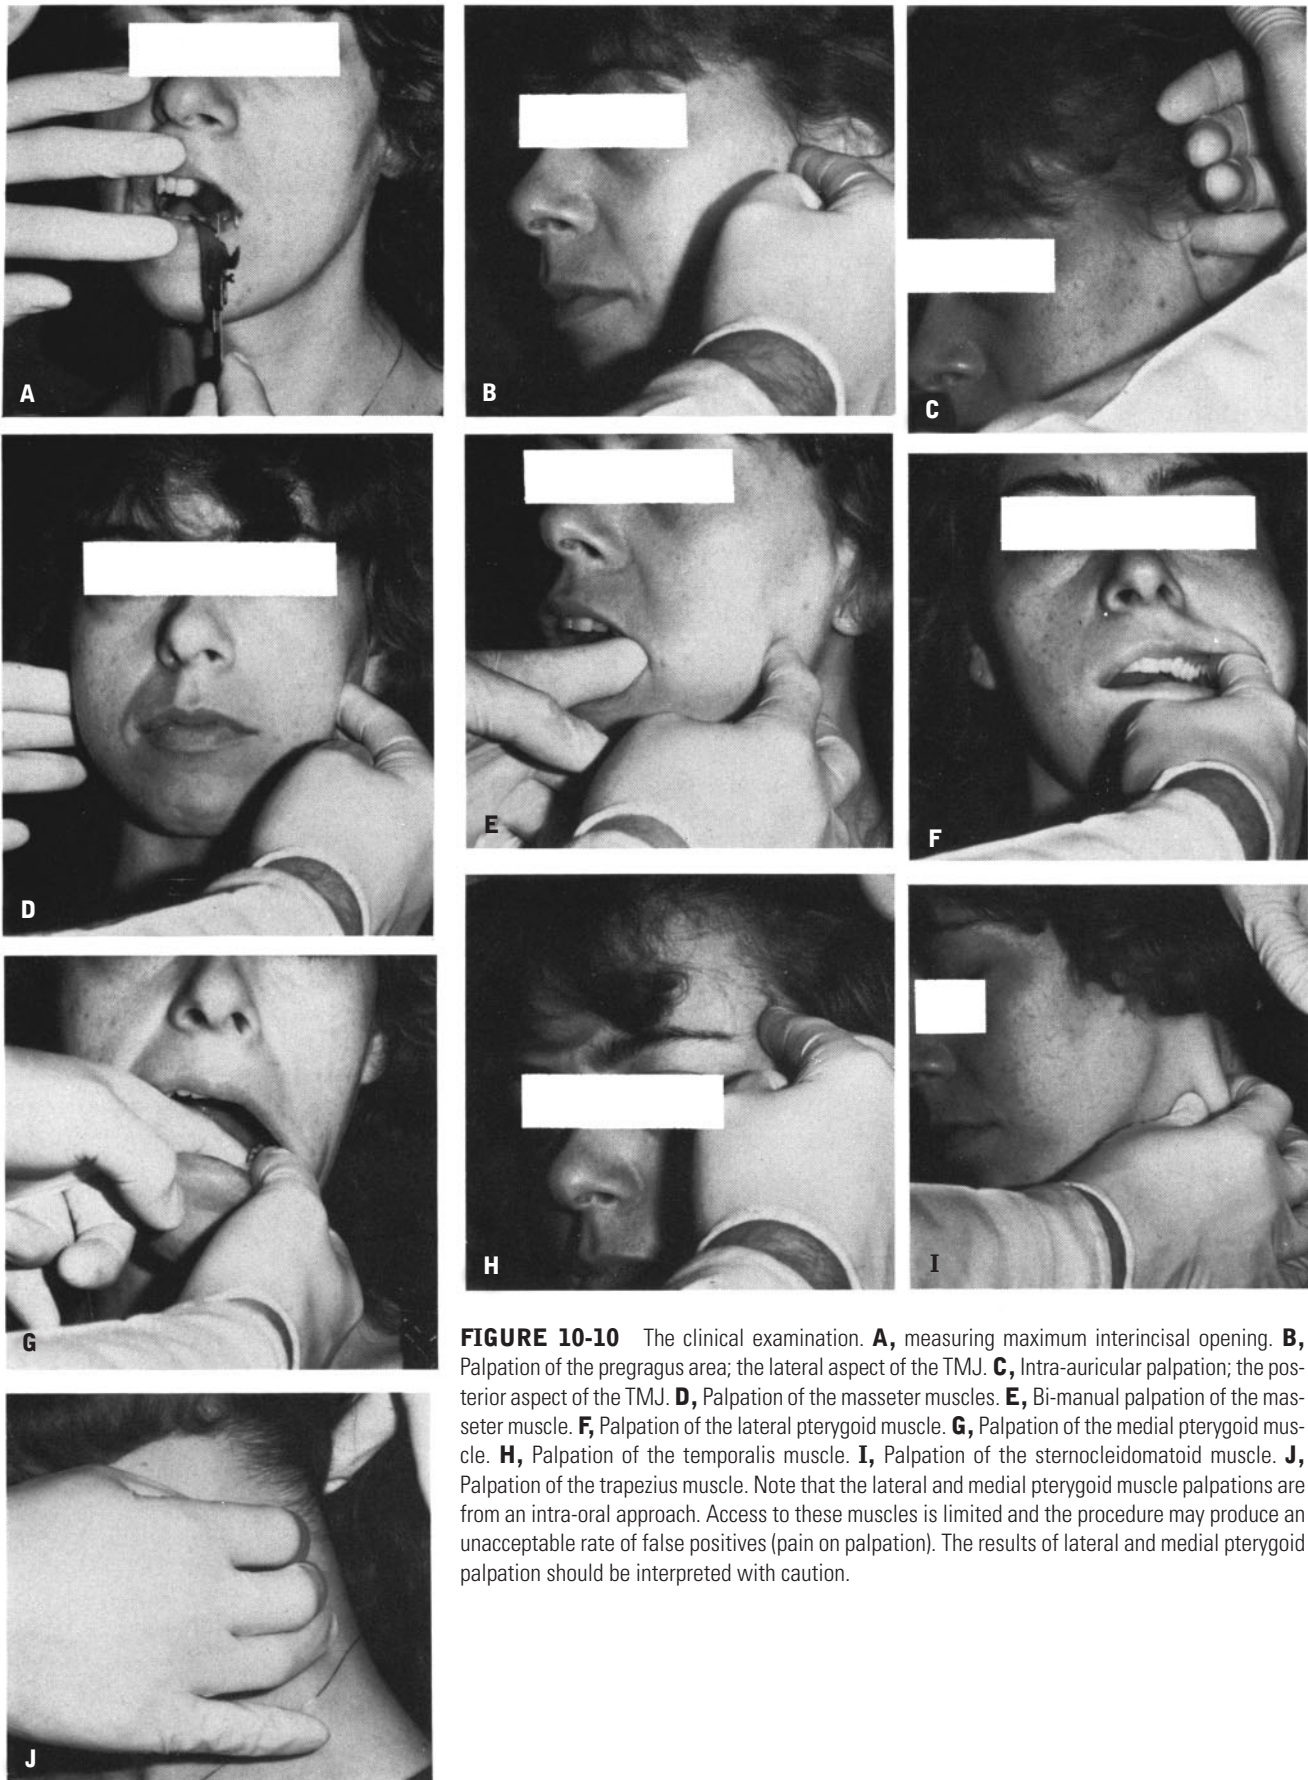 A
B
C
D
E
F
G
H
I
J
FIGURE 10-10 The clinical examination. A, measuring maximum interincisal opening. B,
Palpation of the pregragus area; the lateral aspect of the TMJ. C, Intra-auricular palpation; the pos-
terior aspect of the TMJ. D, Palpation of the masseter muscles. E, Bi-manual palpation of the mas-
seter muscle. F, Palpation of the lateral pterygoid muscle. G, Palpation of the medial pterygoid mus-
cle. H, Palpation of the temporalis muscle. I, Palpation of the sternocleidomatoid muscle. J,
Palpation of the trapezius muscle. Note that the lateral and medial pterygoid muscle palpations are
from an intra-oral approach. Access to these muscles is limited and the procedure may produce an
unacceptable rate of false positives (pain on palpation). The results of lateral and medial pterygoid
palpation should be interpreted with caution.